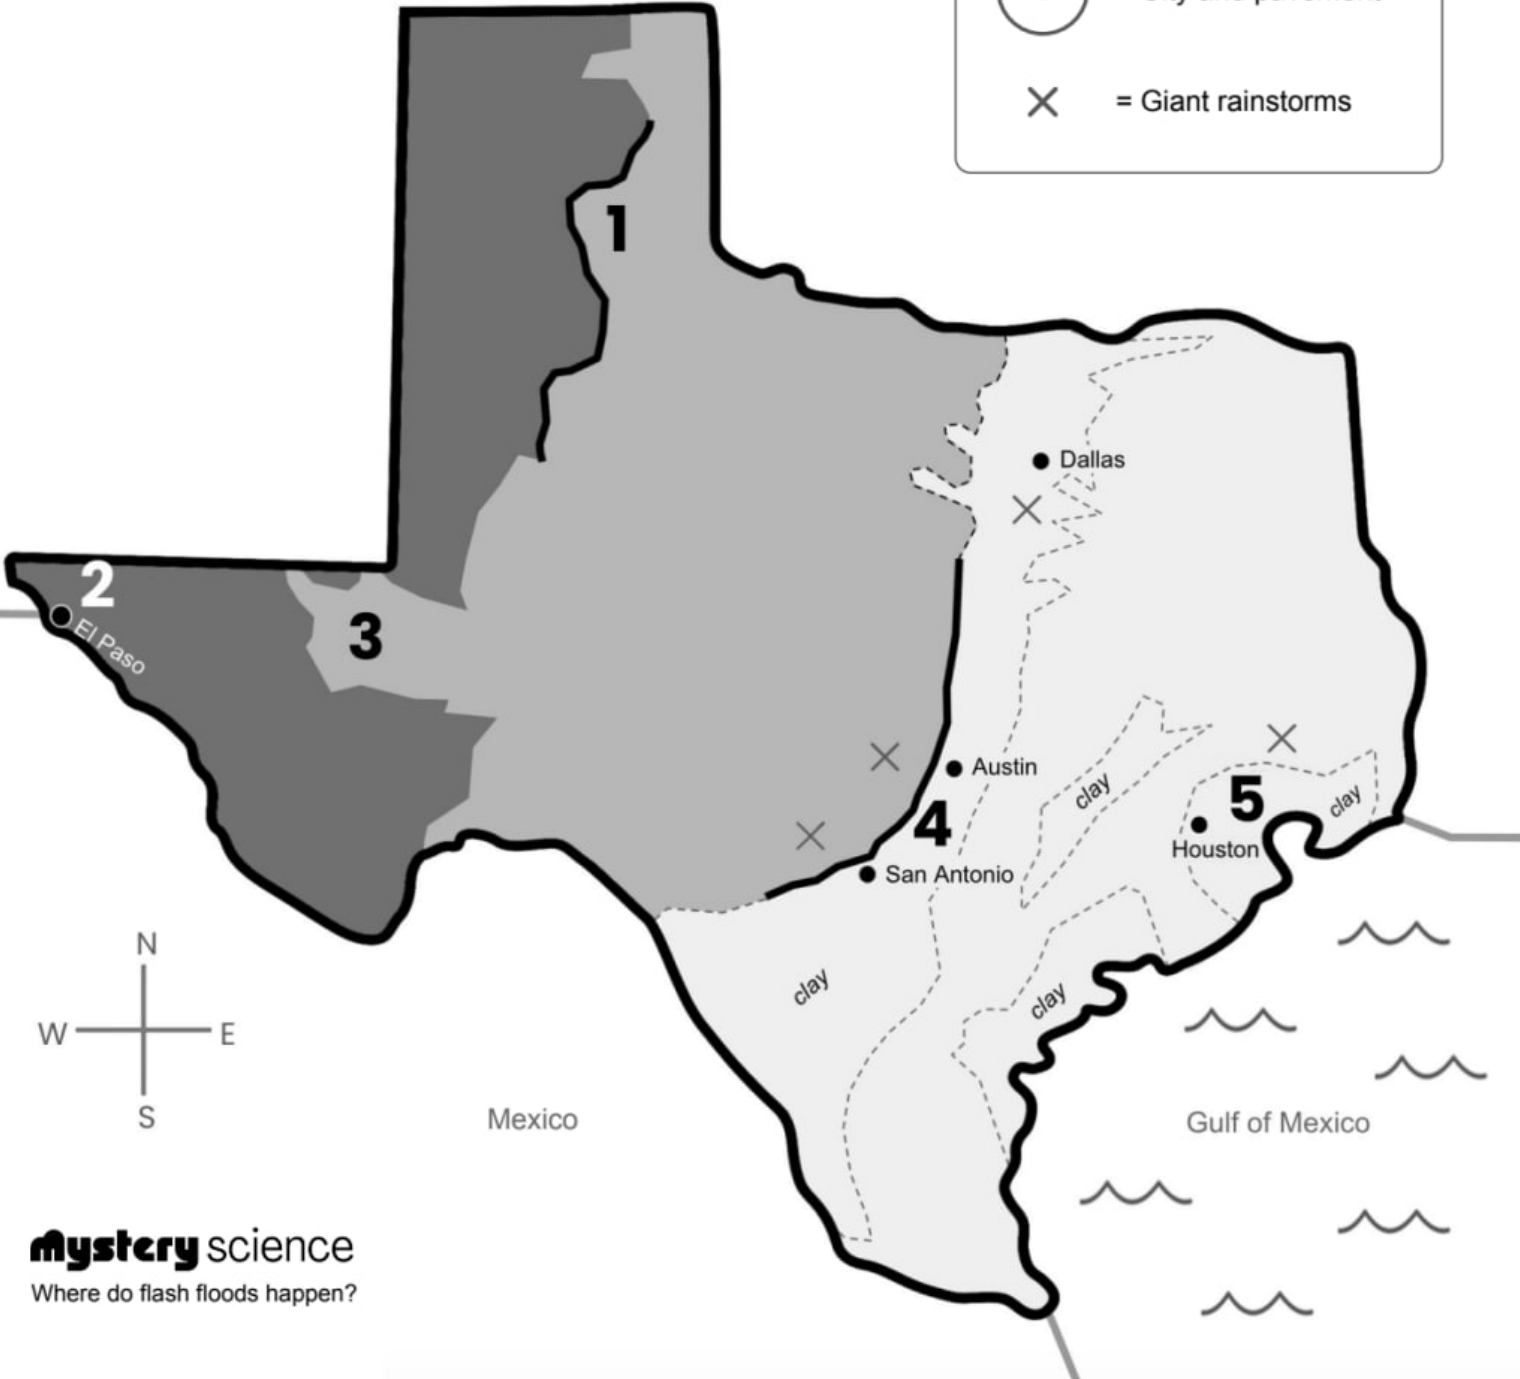 = Giant rainstorms
1
Dallas
2
El Paso
3
Austin
clay
5
clay
4
Houston
San Antonio
N
W
E
S
clay
clay
Mexico
Gulf of Mexico
mystery science
Where do flash floods happen?